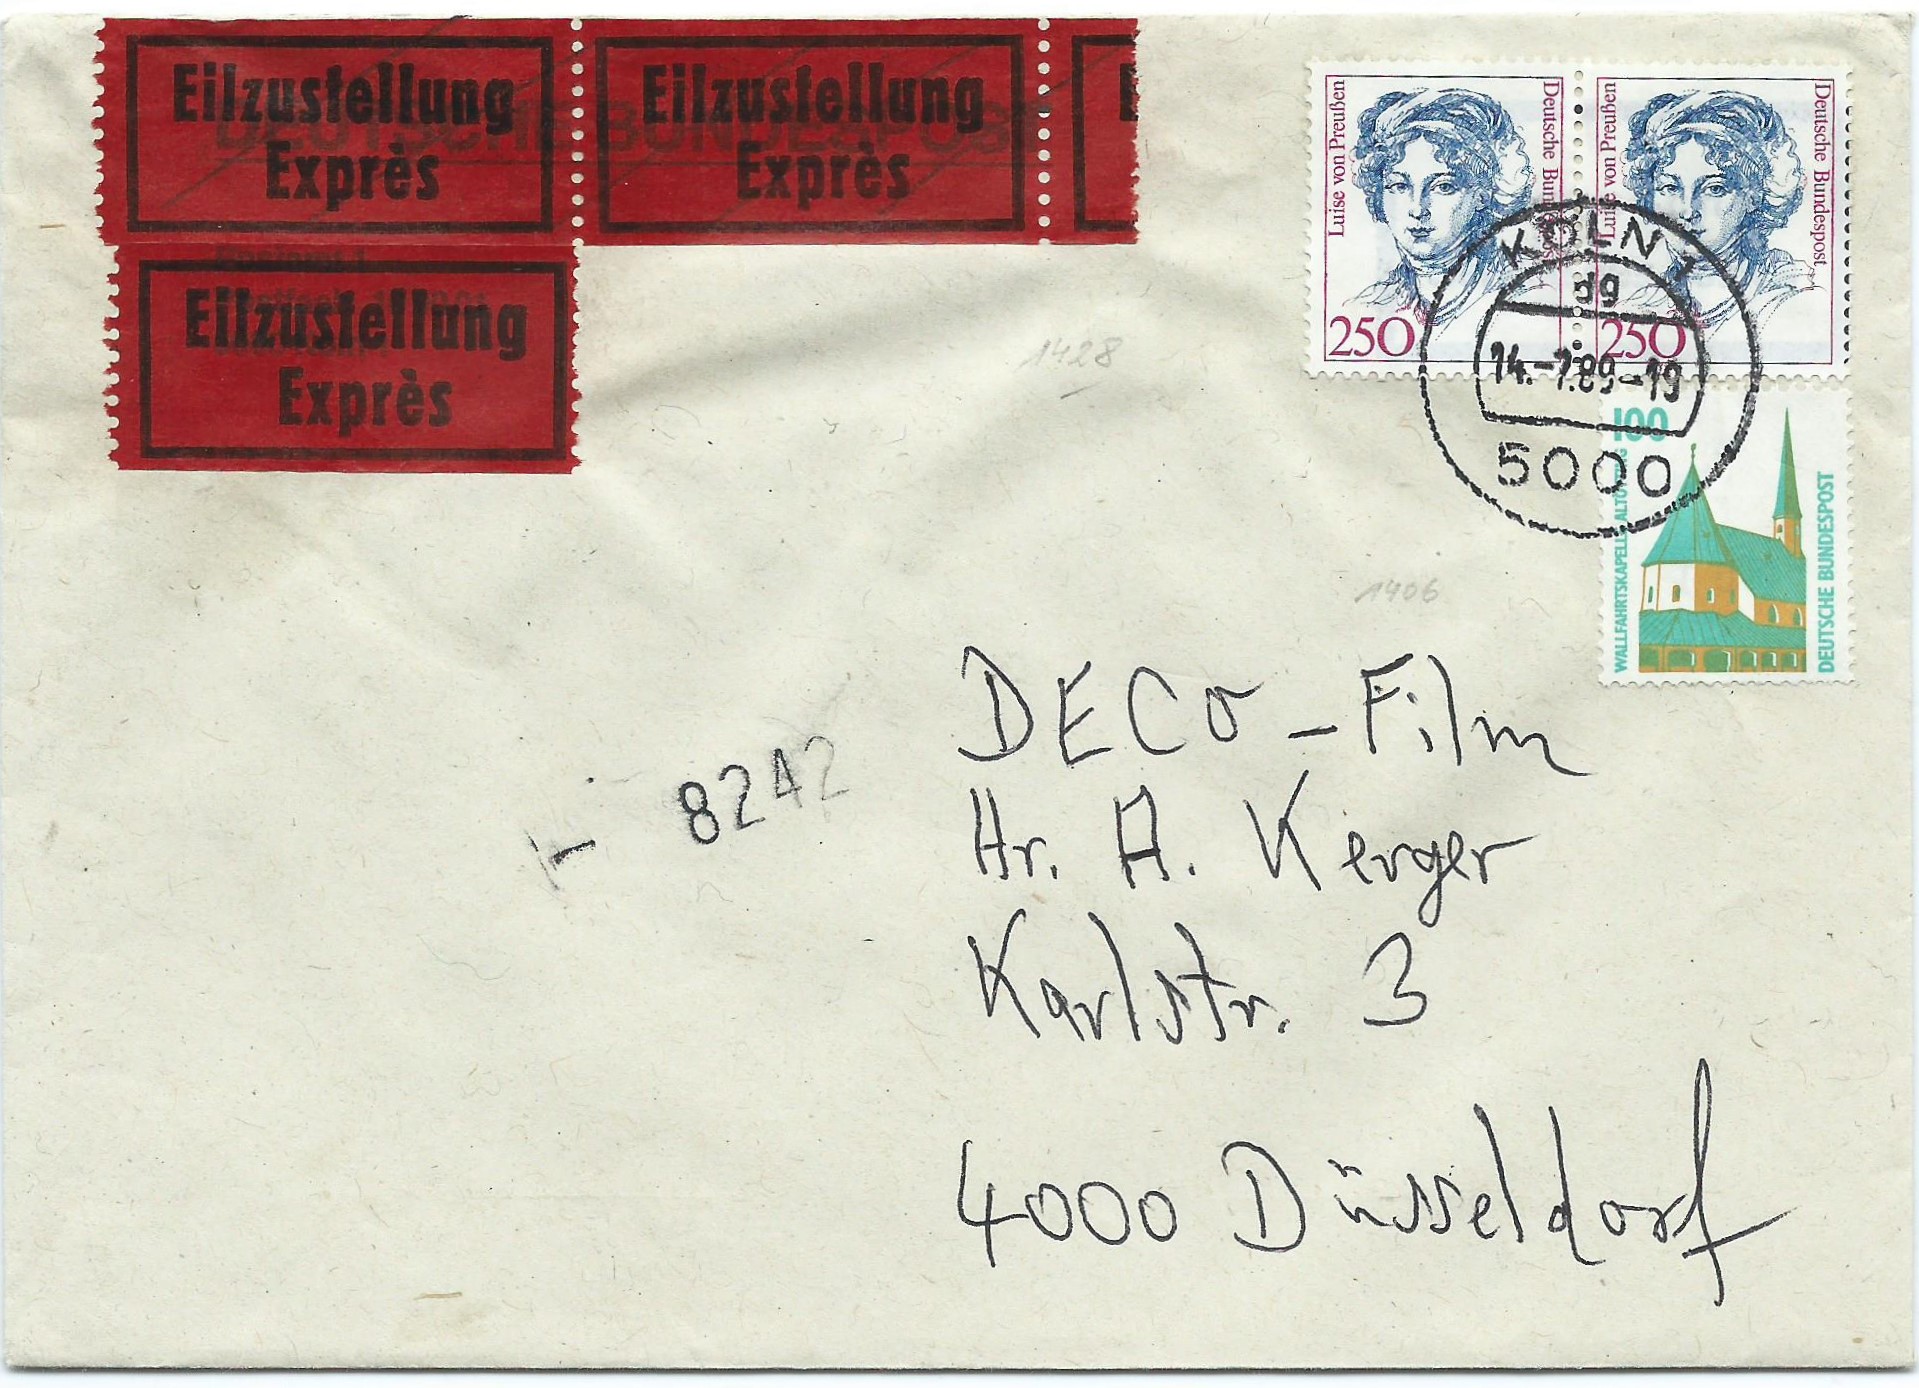 Eilzustellung
Exprès
Eilzustellung
Exprès
DEUTSCHE BUNDESPOST
Eilzustellung
Exprès
Luise von Preußen
Deutsche Bundespost
250
Luise von Preußen
Deutsche Bundespost
250
KÖLN 1
dg
14.-7.89-19
5000
100
DEUTSCHE BUNDESPOST
1428
1406
8242
DECO-Film
Hr. A. Kerger
Karlstr. 3
4000 Düsseldorf